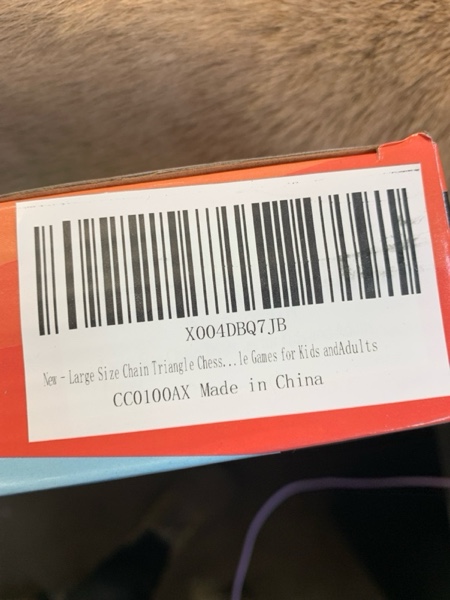 X004DBQ7JB
New - Large Size Chain Triangle Chess...le Games for Kids andAdults
CC0100AX Made in China